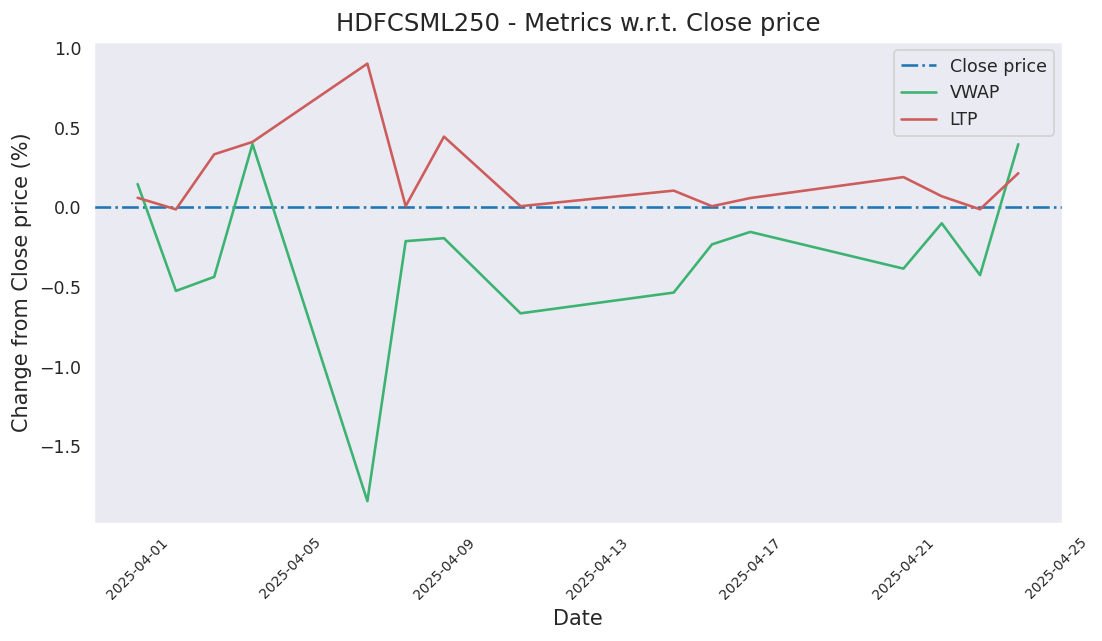 HDFCSML250 - Metrics w.r.t. Close price
Close price
VWAP
LTP
Change from Close price (%)
1.0
0.5
0.0
−0.5
−1.0
−1.5
2025-04-01
2025-04-05
2025-04-09
2025-04-13
2025-04-17
2025-04-21
2025-04-25
Date